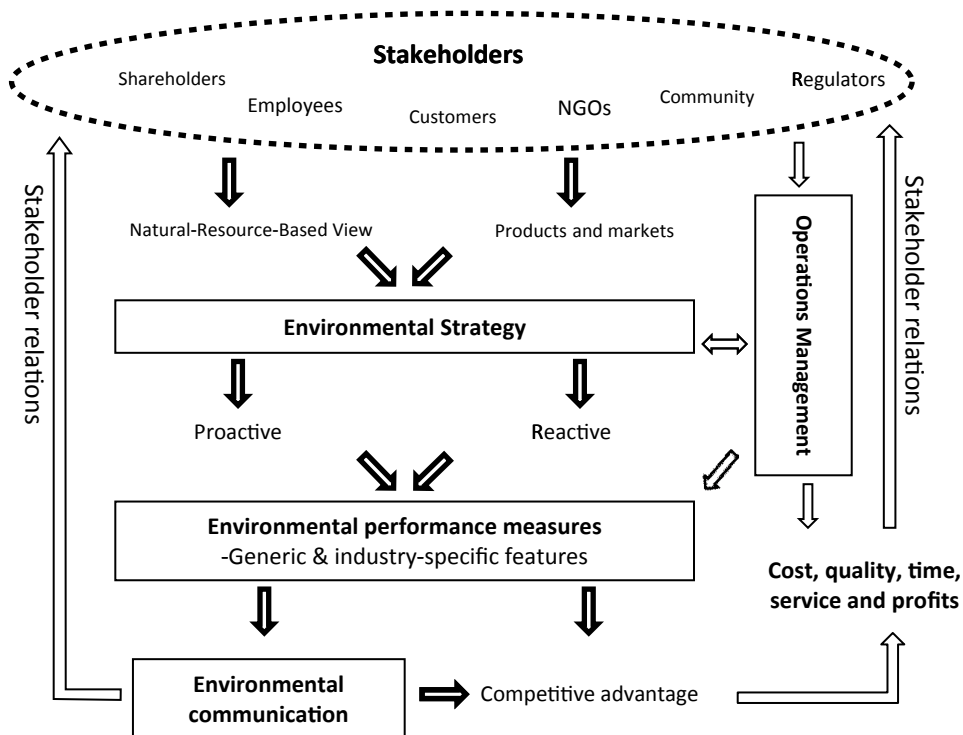 Stakeholders
Shareholders
Employees
Customers
NGOs
Community
Regulators
Stakeholder relations
Natural-Resource-Based View
Products and markets
Operations Management
Stakeholder relations
Environmental Strategy
Proactive
Reactive
Environmental performance measures
-Generic & industry-specific features
Cost, quality, time,
service and profits
Environmental
communication
Competitive advantage